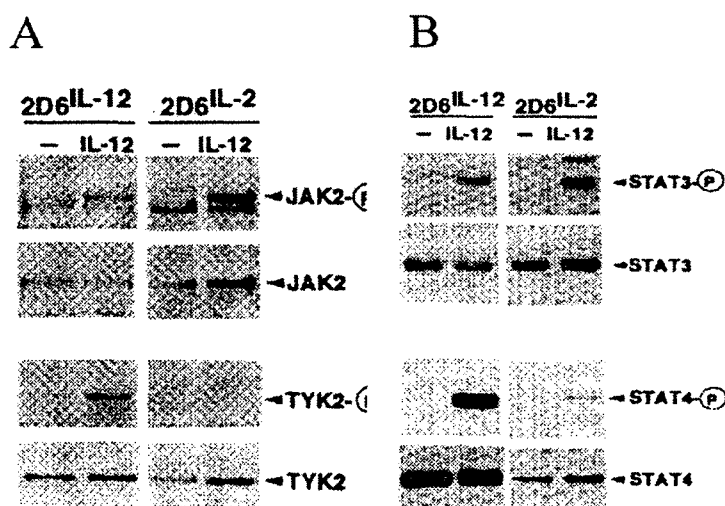 A
2D6IL-12 2D6IL-2
– IL-12 – IL-12
◄JAK2-
◄JAK2
◄TYK2-
◄TYK2
B
2D6IL-12 2D6IL-2
– IL-12 – IL-12
◄STAT3-Ⓟ
◄STAT3
◄STAT4-Ⓟ
◄STAT4